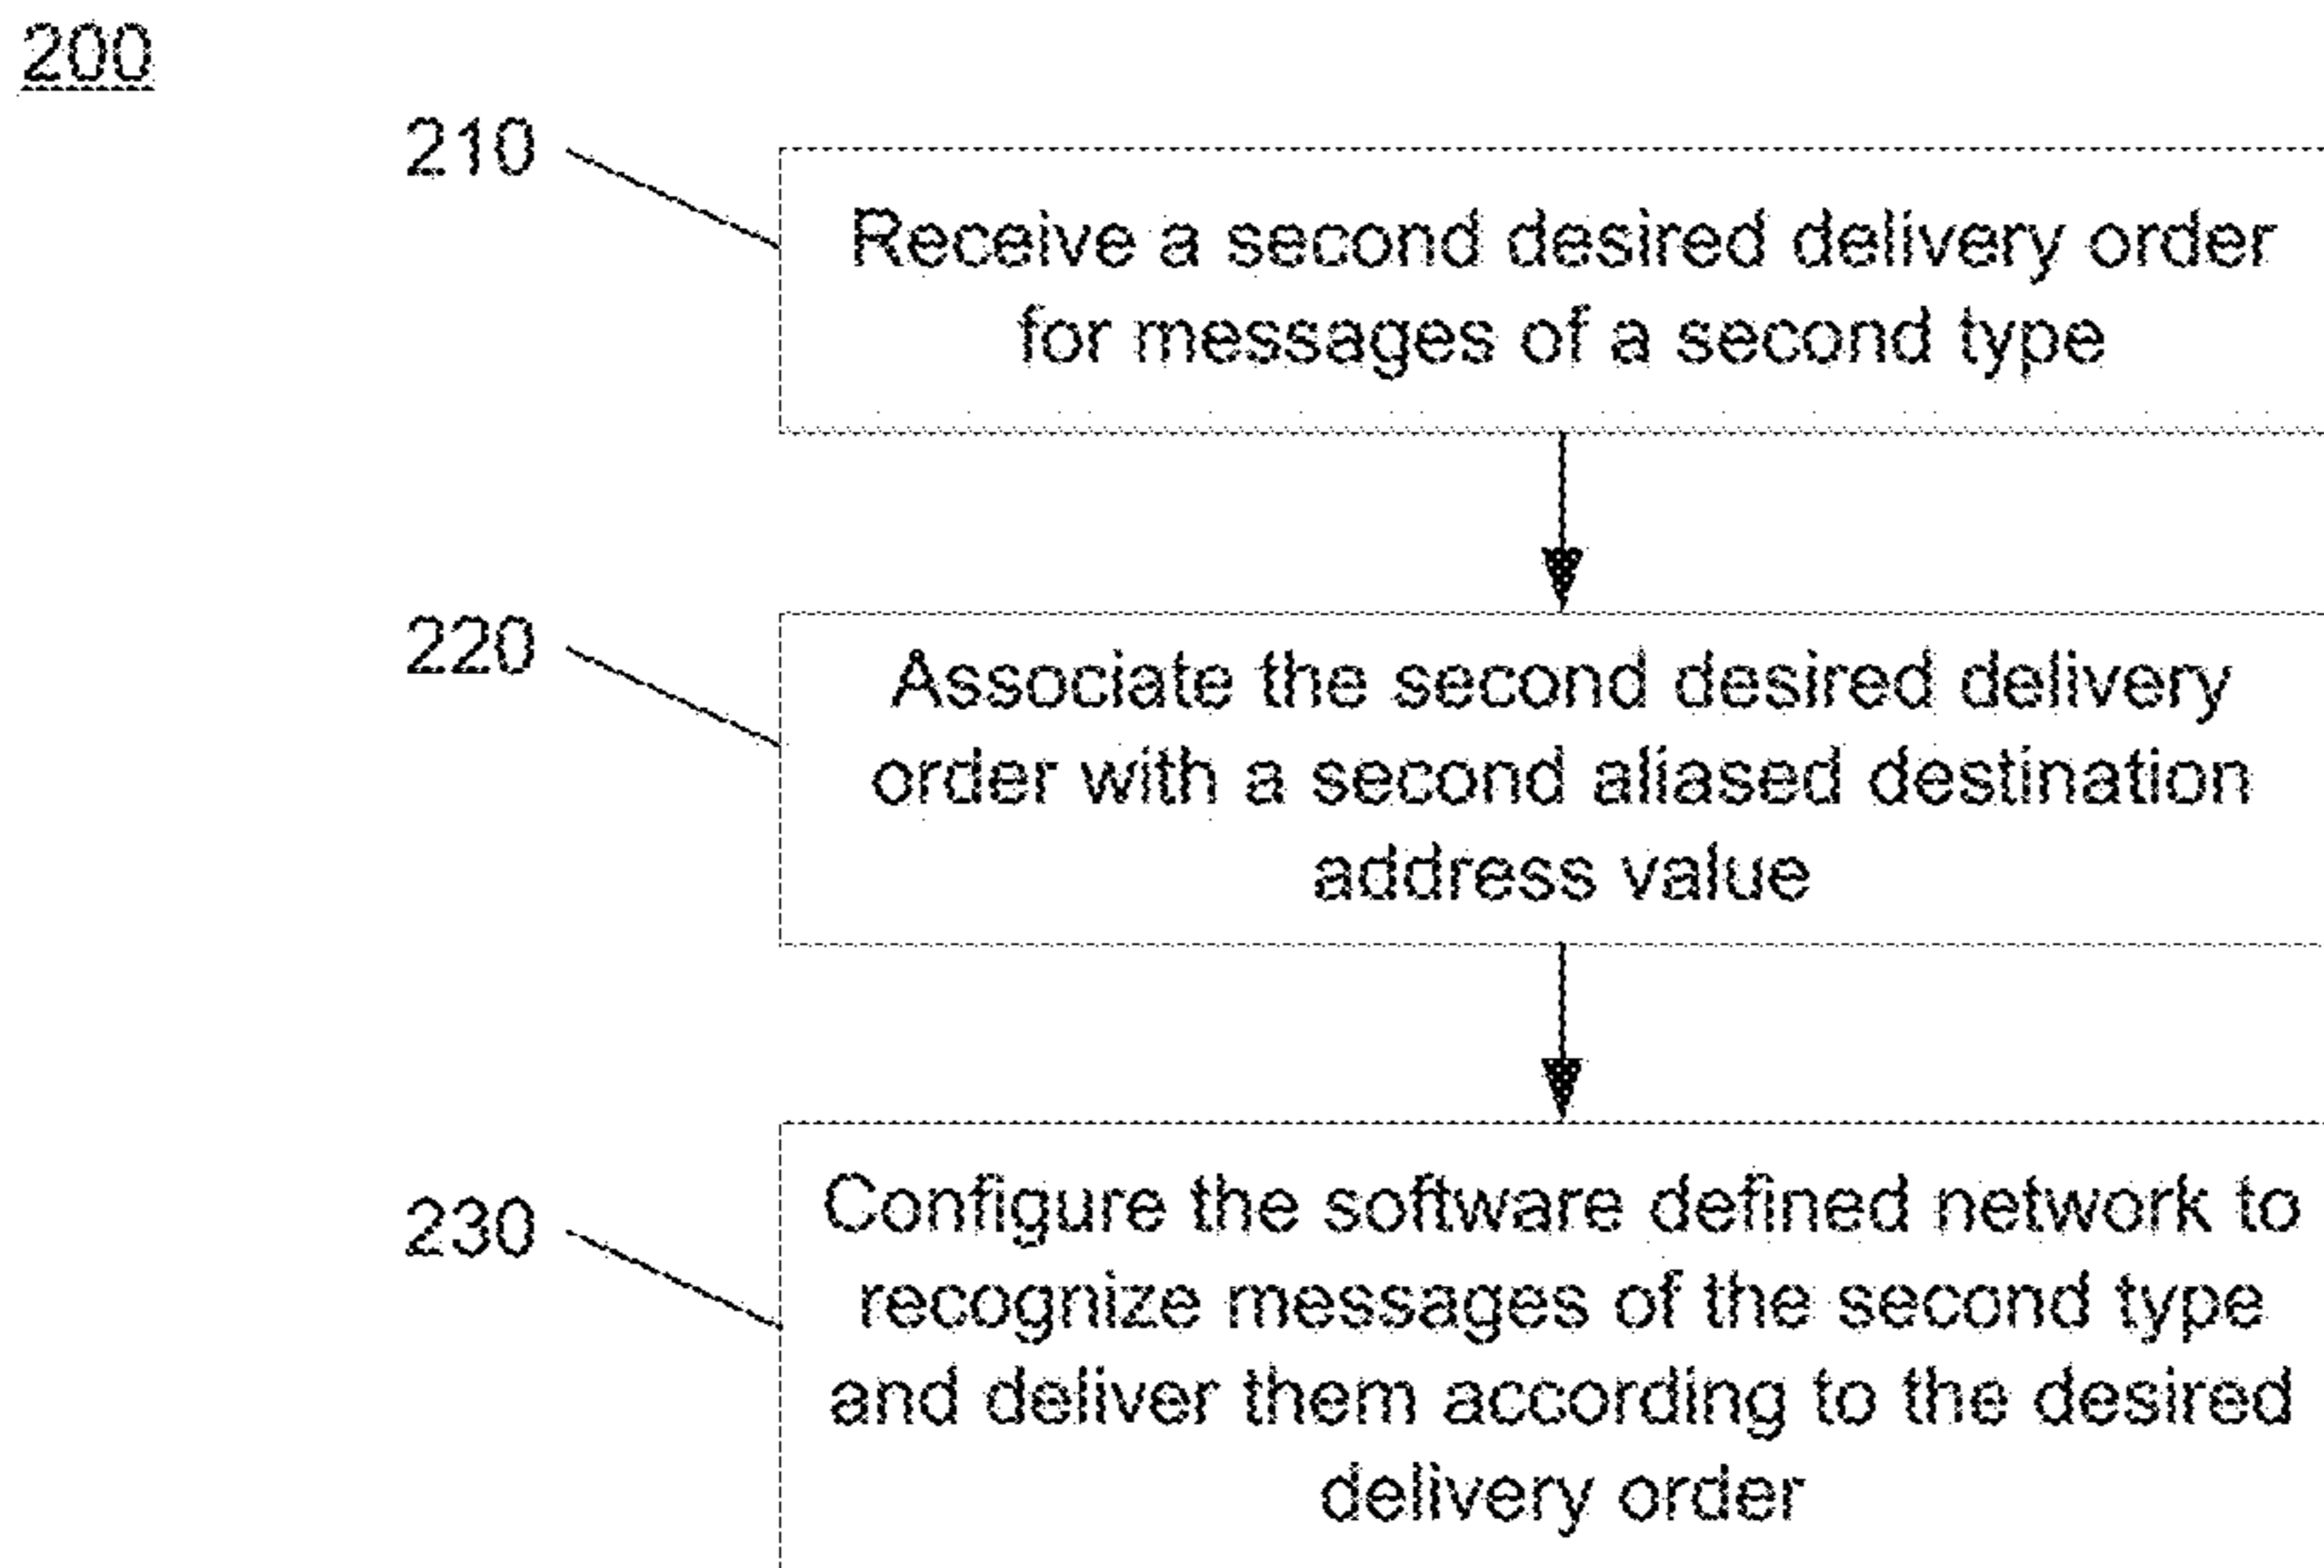 200
210
Receive a second desired delivery order
for messages of a second type
220
Associate the second desired delivery
order with a second aliased destination
address value
230
Configure the software defined network to
recognize messages of the second type
and deliver them according to the desired
delivery order